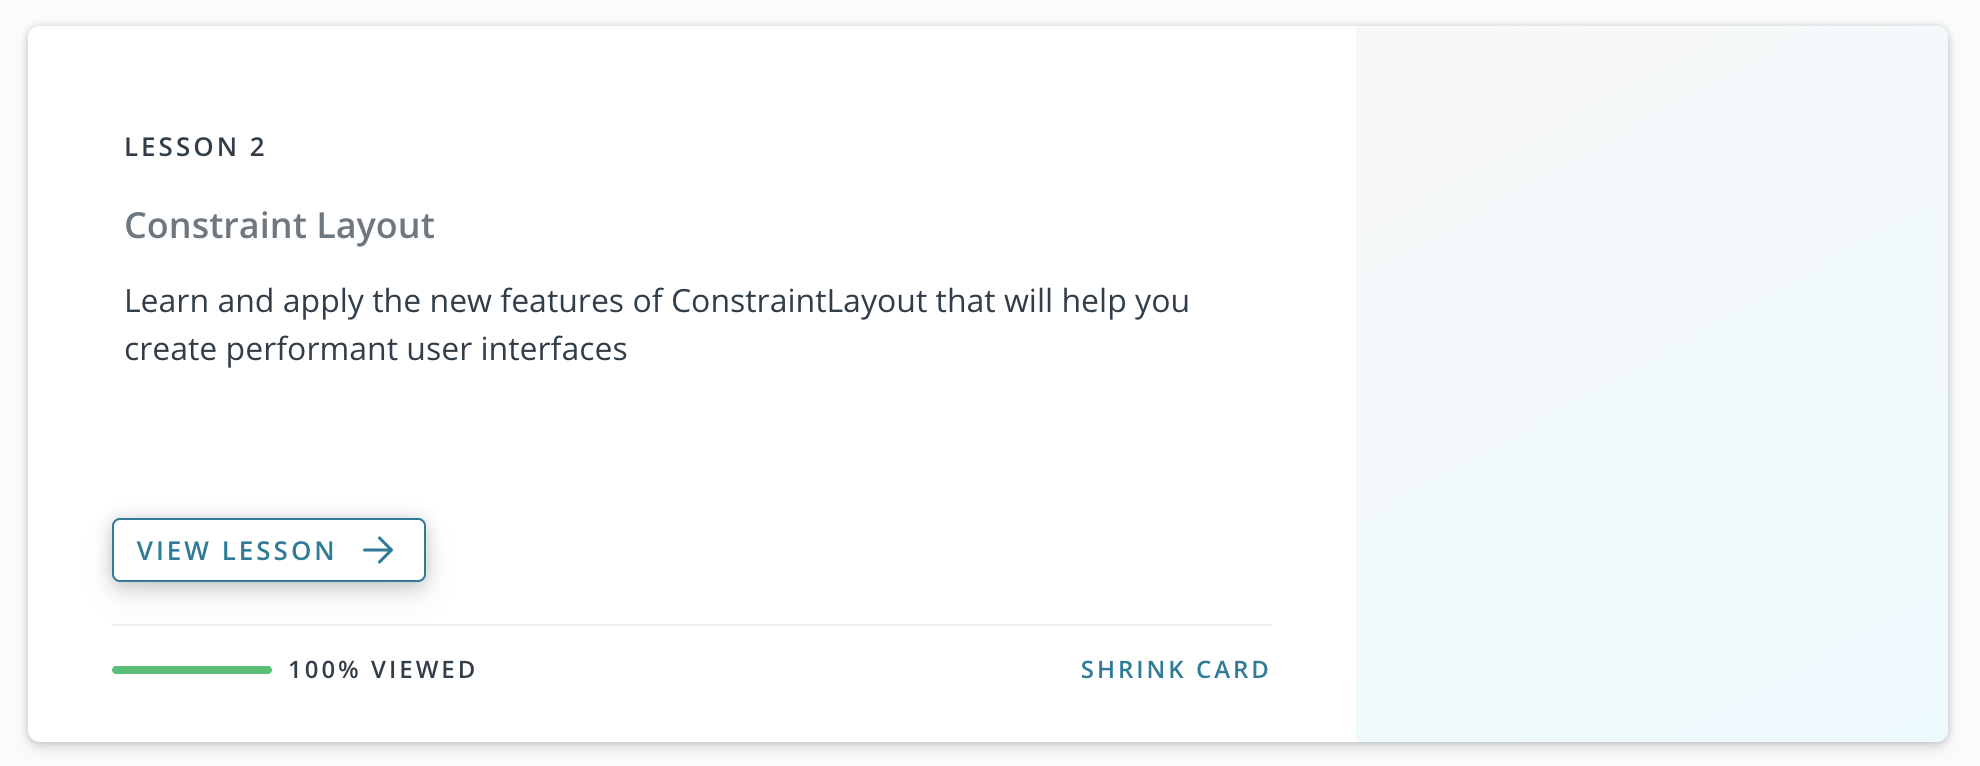 LESSON 2
Constraint Layout
Learn and apply the new features of ConstraintLayout that will help you
create performant user interfaces
VIEW LESSON
100% VIEWED
SHRINK CARD